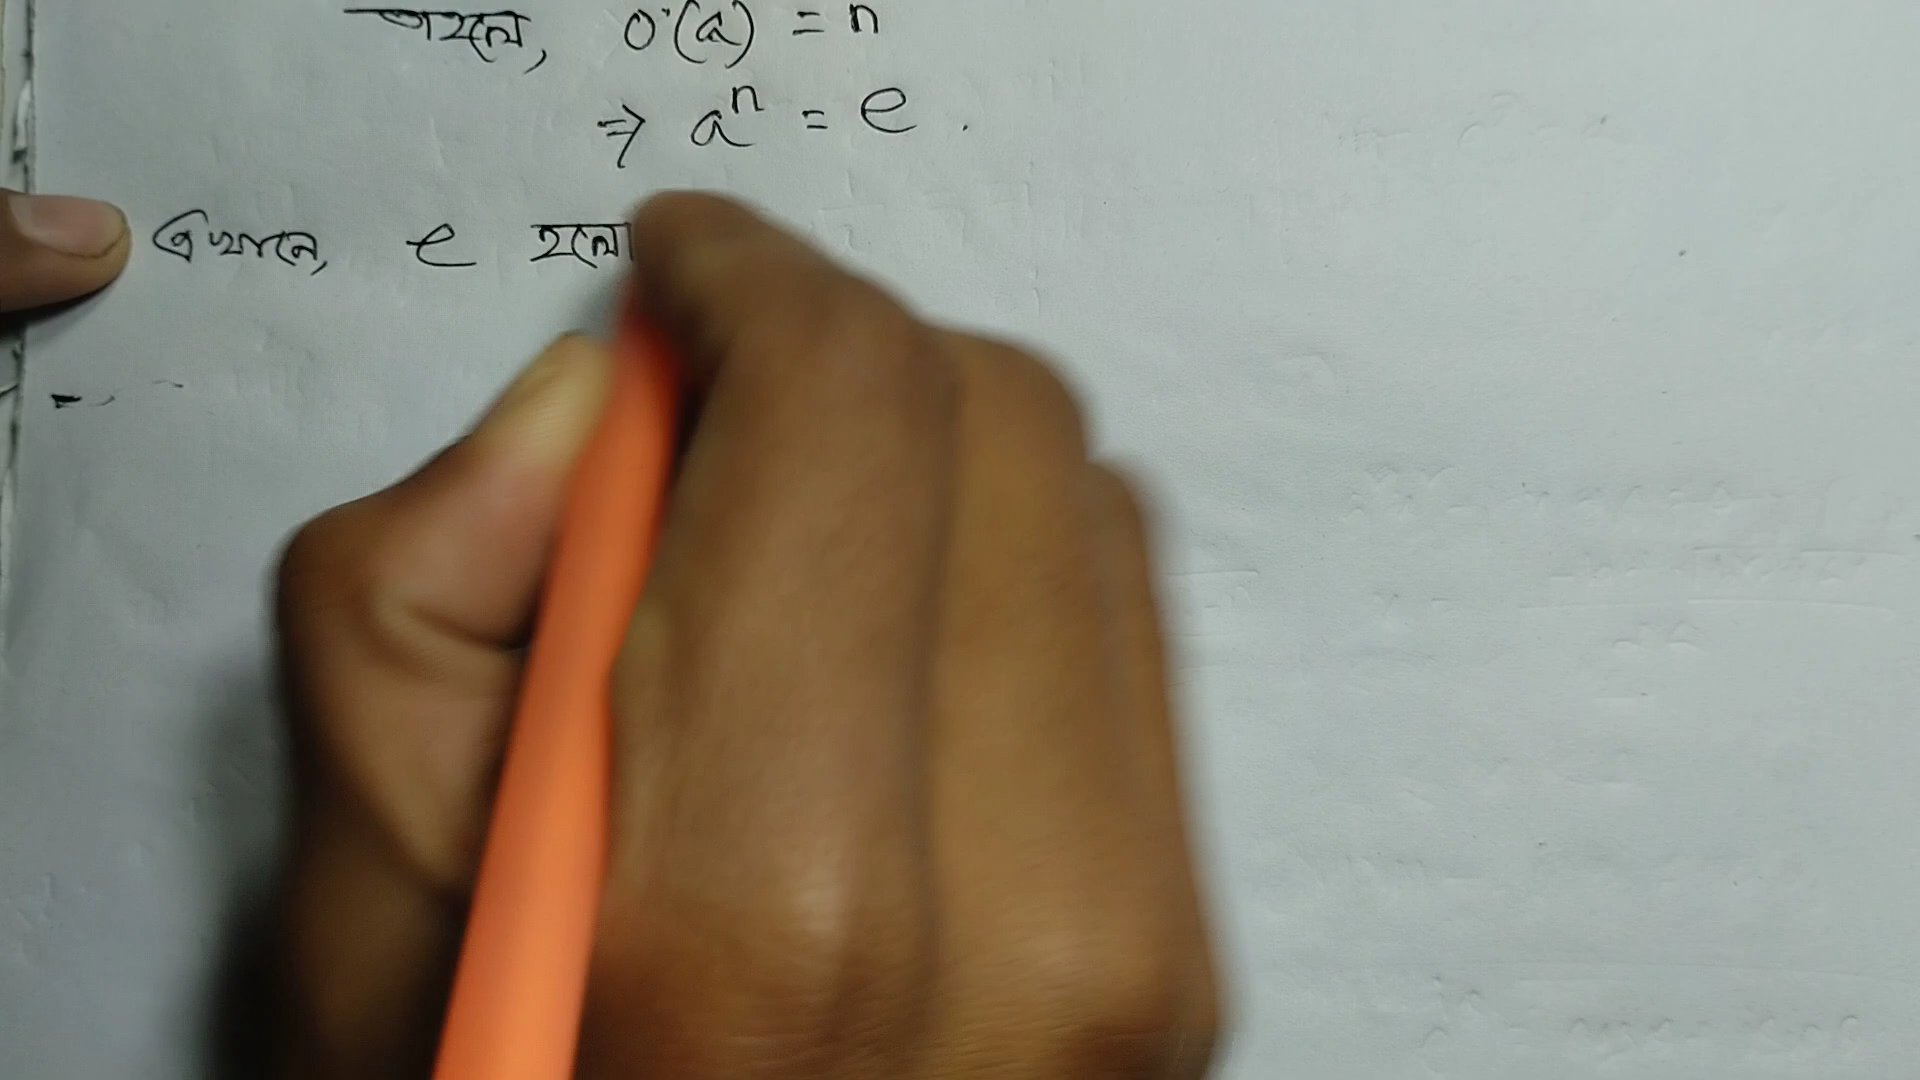 তাহলে, O(a) = n
⇒ aⁿ = e .
এখানে, e হলো